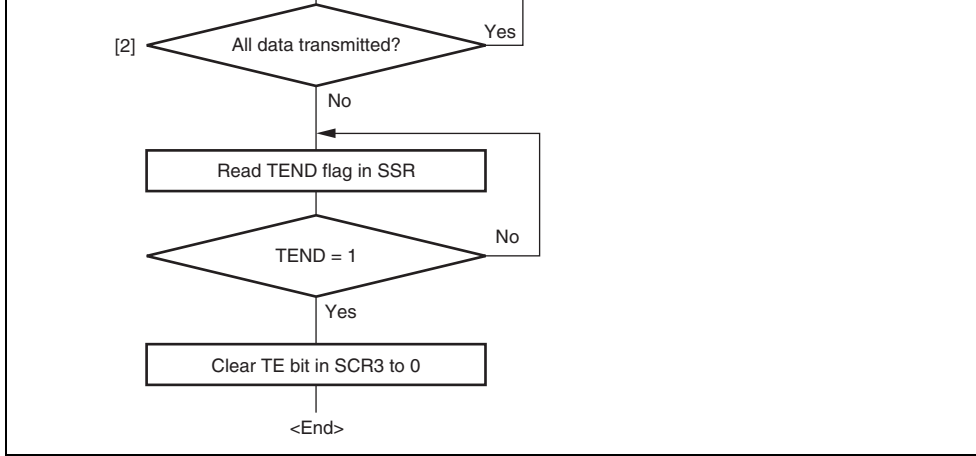 Yes
[2]
All data transmitted?
No
Read TEND flag in SSR
No
TEND = 1
Yes
Clear TE bit in SCR3 to 0
<End>